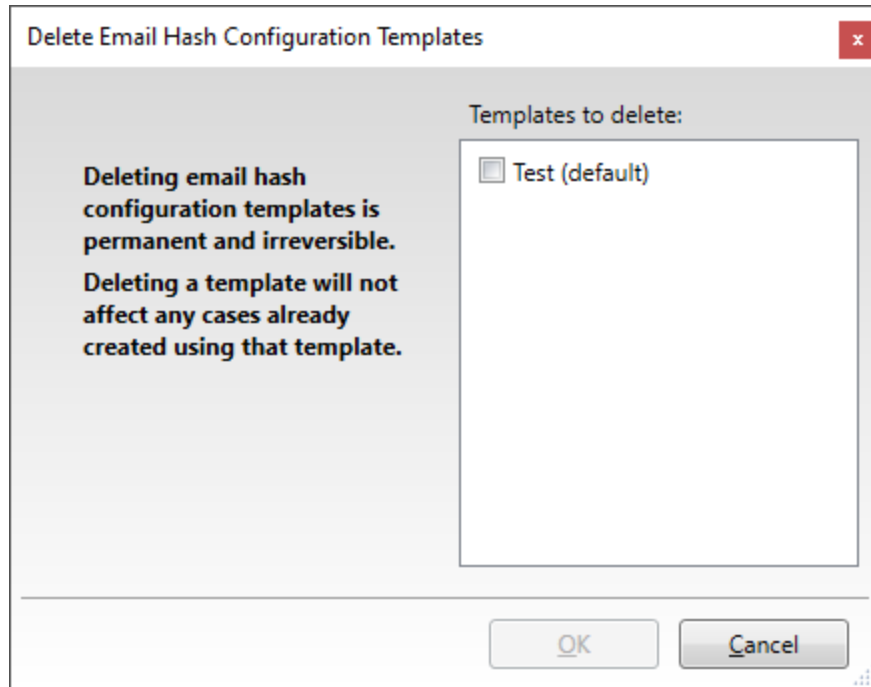 Delete Email Hash Configuration Templates
x
Templates to delete:
Test (default)
Deleting email hash
configuration templates is
permanent and irreversible.
Deleting a template will not
affect any cases already
created using that template.
OK
Cancel